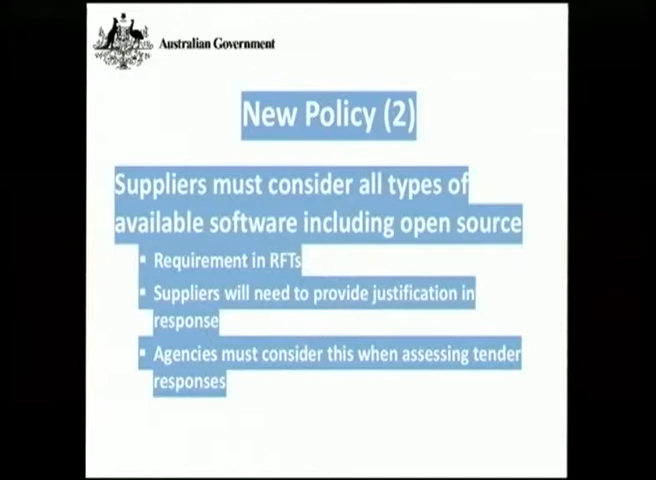 Australian Government
New Policy (2)
Suppliers must consider all types of
available software including open source
▪ Requirement in RFTs
▪ Suppliers will need to provide justification in
response
▪ Agencies must consider this when assessing tender
responses